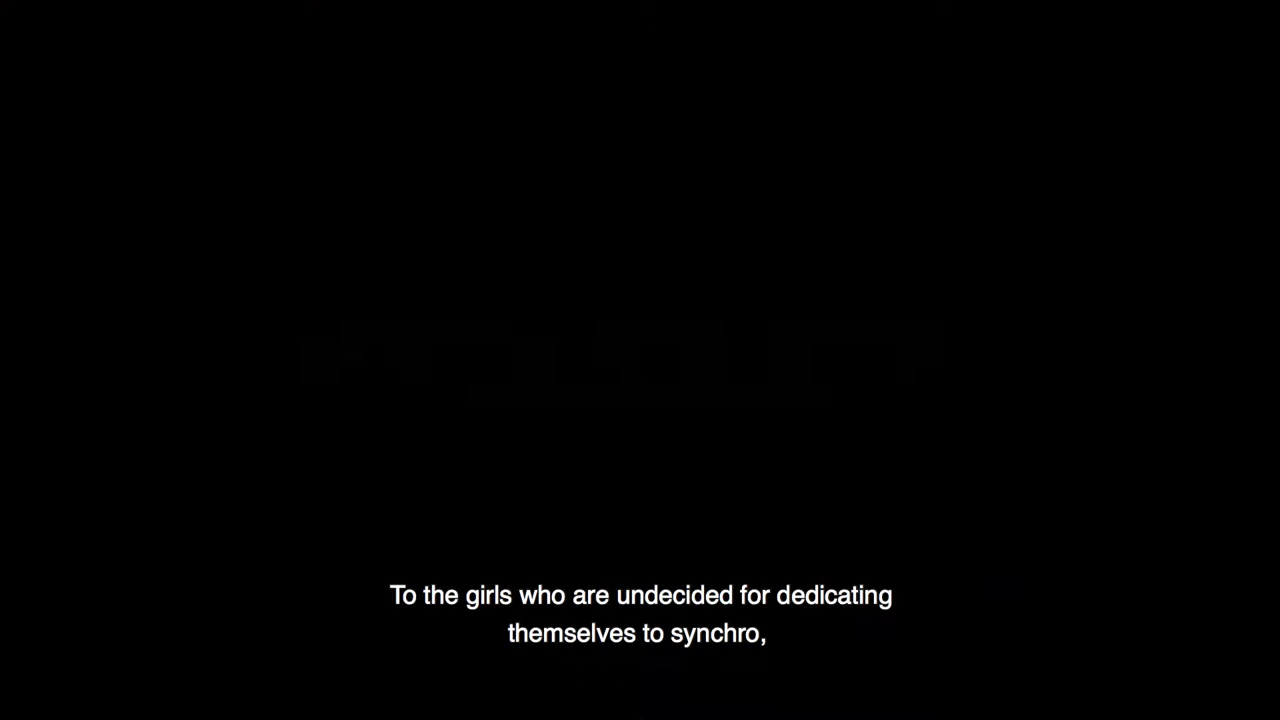 To the girls who are undecided for dedicating
themselves to synchro,